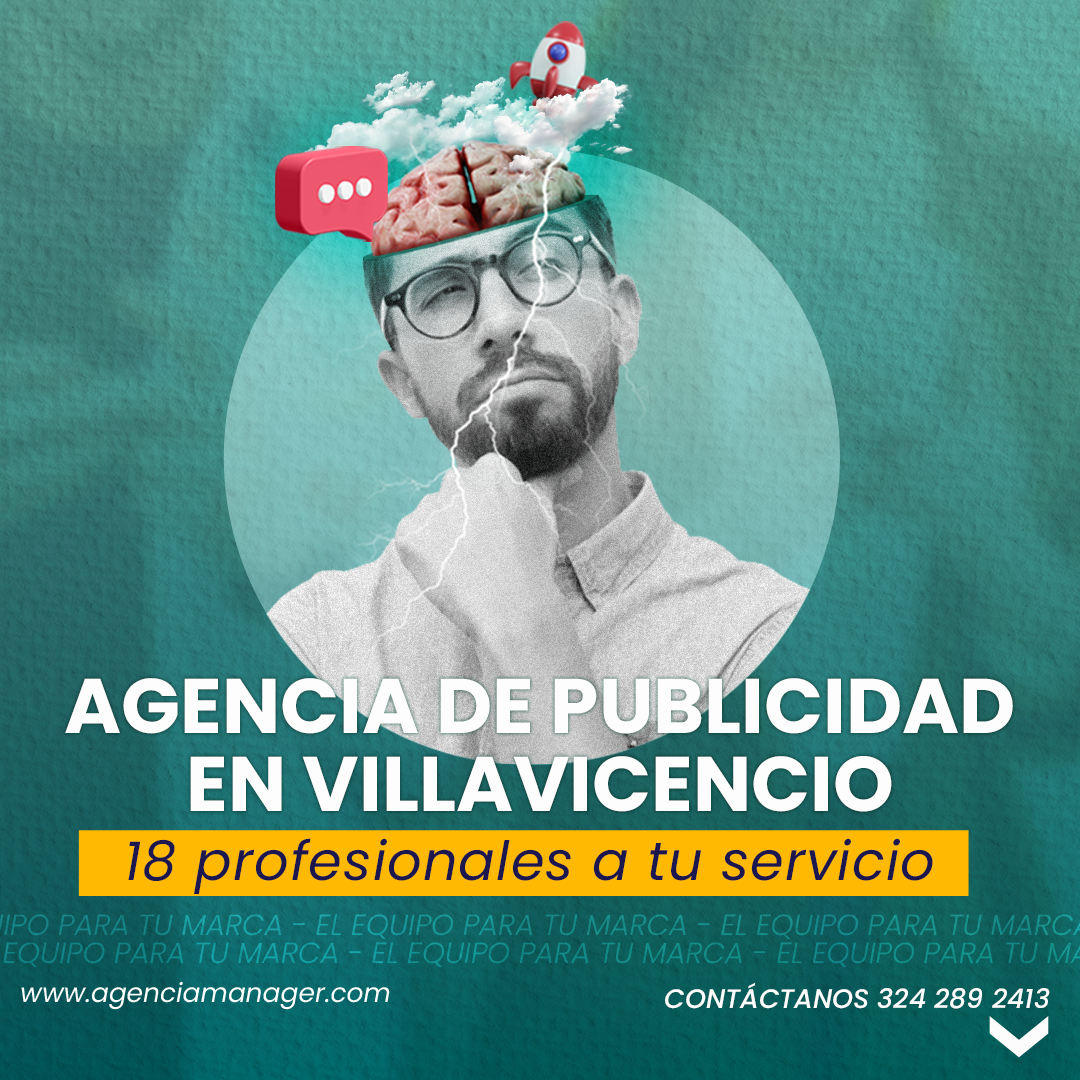 AGENCIA DE PUBLICIDAD
EN VILLAVICENCIO
18 profesionales a tu servicio
UIPO PARA TU MARCA - EL EQUIPO PARA TU MARCA - EL EQUIPO PARA TU MARCA
EQUIPO PARA TU MARCA - EL EQUIPO PARA TU MARCA - EL EQUIPO PARA TU MA
www.agenciamanager.com
CONTÁCTANOS 324 289 2413